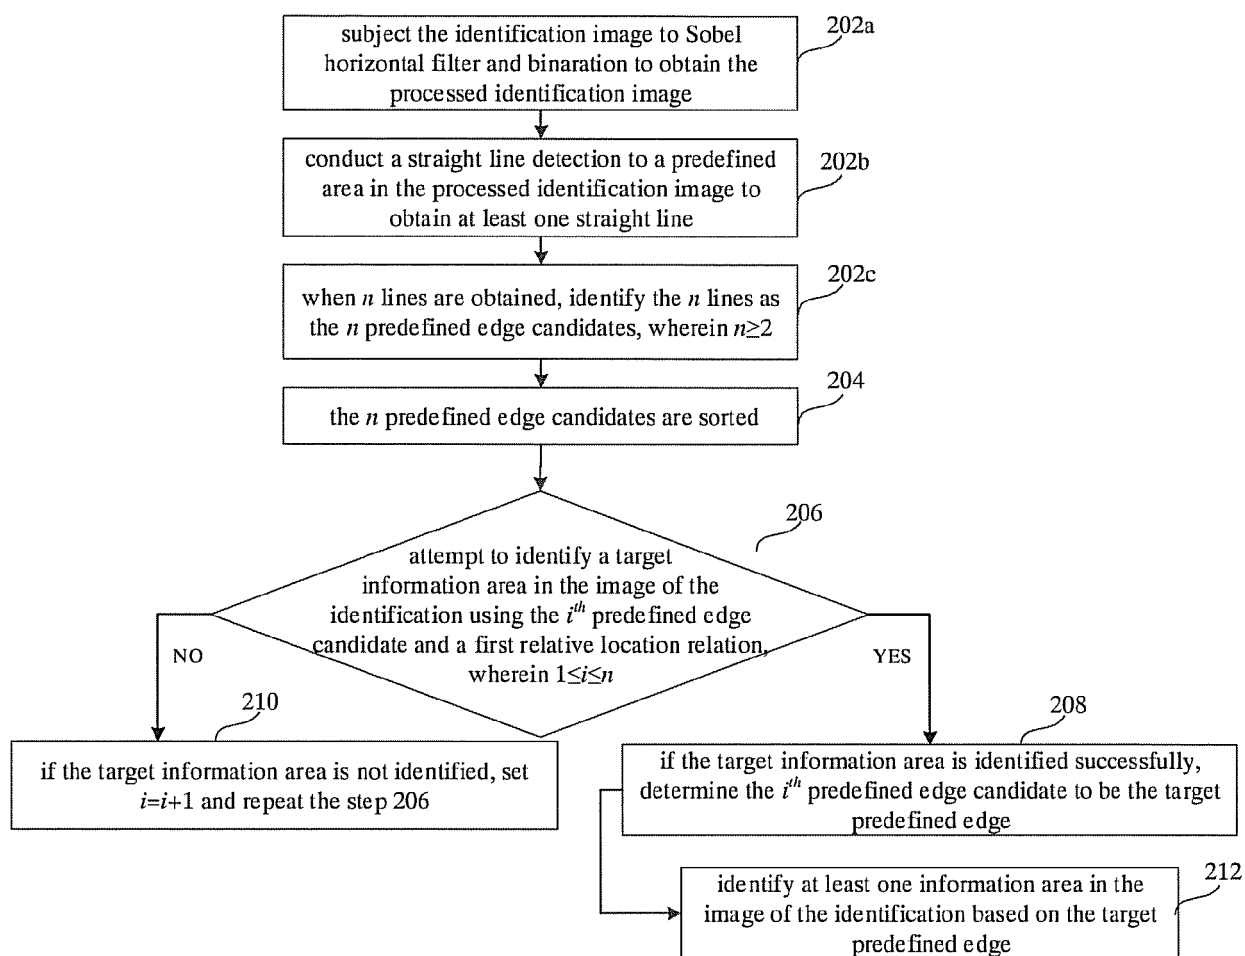 subject the identification image to Sobel
horizontal filter and binaration to obtain the
processed identification image
202a
conduct a straight line detection to a predefined
area in the processed identification image to
obtain at least one straight line
202b
when n lines are obtained, identify the n lines as
the n predefined edge candidates, wherein n≥2
202c
the n predefined edge candidates are sorted
204
attempt to identify a target
information area in the image of the
identification using the i^th predefined edge
candidate and a first relative location relation,
wherein 1≤i≤n
206
NO
YES
210
if the target information area is not identified, set
i=i+1 and repeat the step 206
208
if the target information area is identified successfully,
determine the i^th predefined edge candidate to be the target
predefined edge
identify at least one information area in the
image of the identification based on the target
predefined edge
212